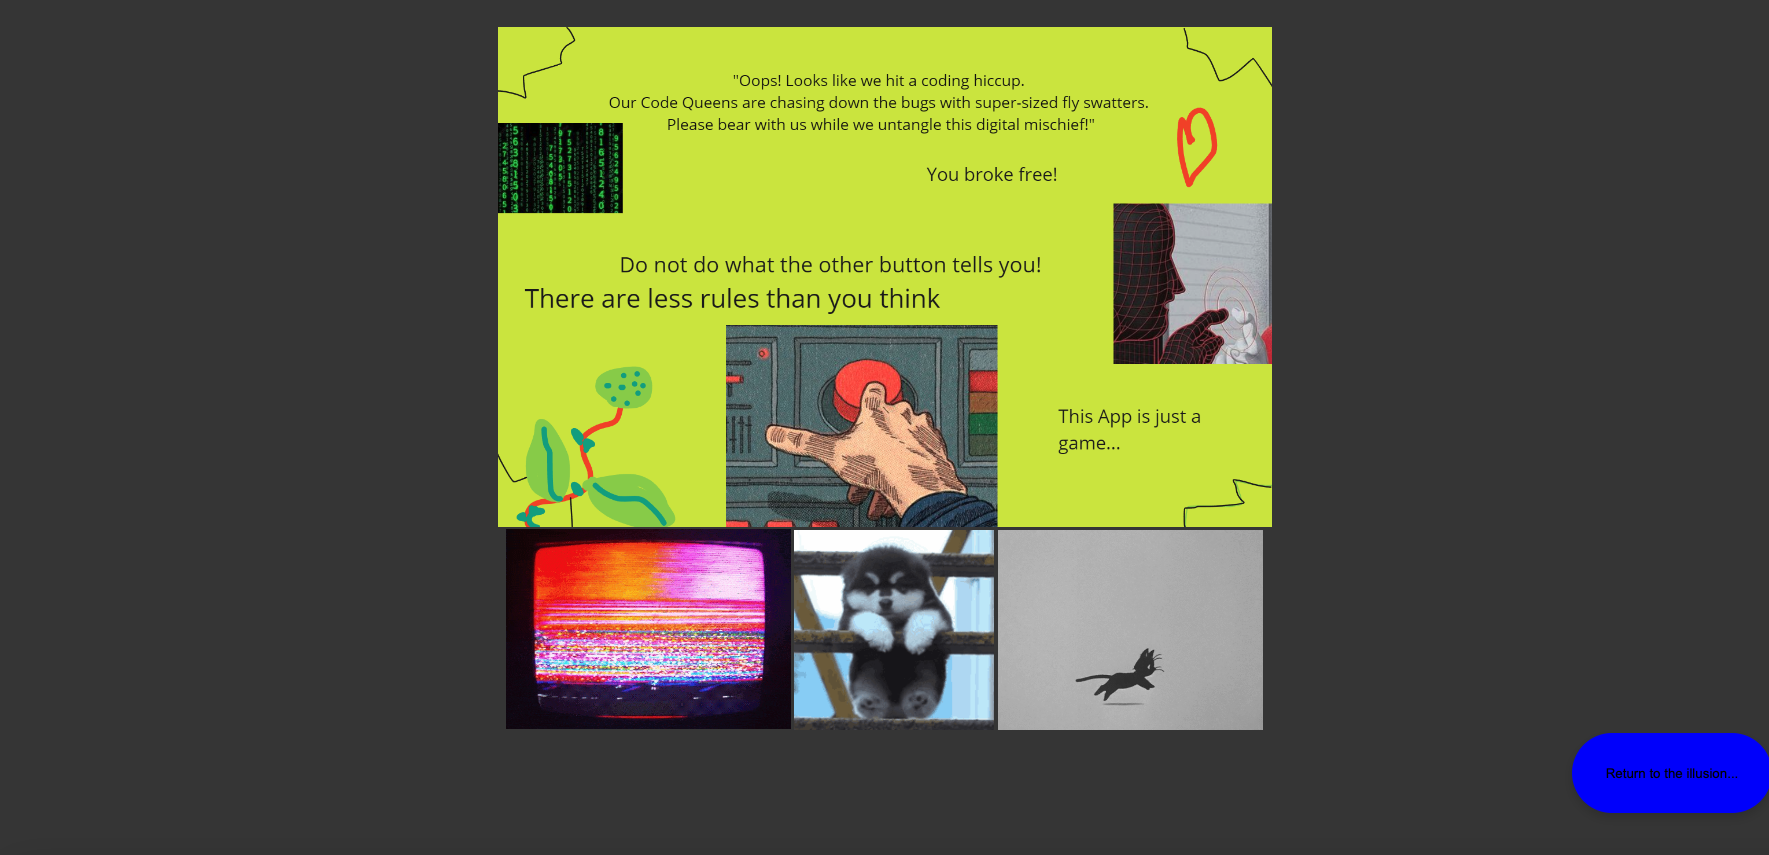 "Oops! Looks like we hit a coding hiccup.
Our Code Queens are chasing down the bugs with super-sized fly swatters.
Please bear with us while we untangle this digital mischief!"
You broke free!
Do not do what the other button tells you!
There are less rules than you think
This App is just a
game...
Return to the illusion...